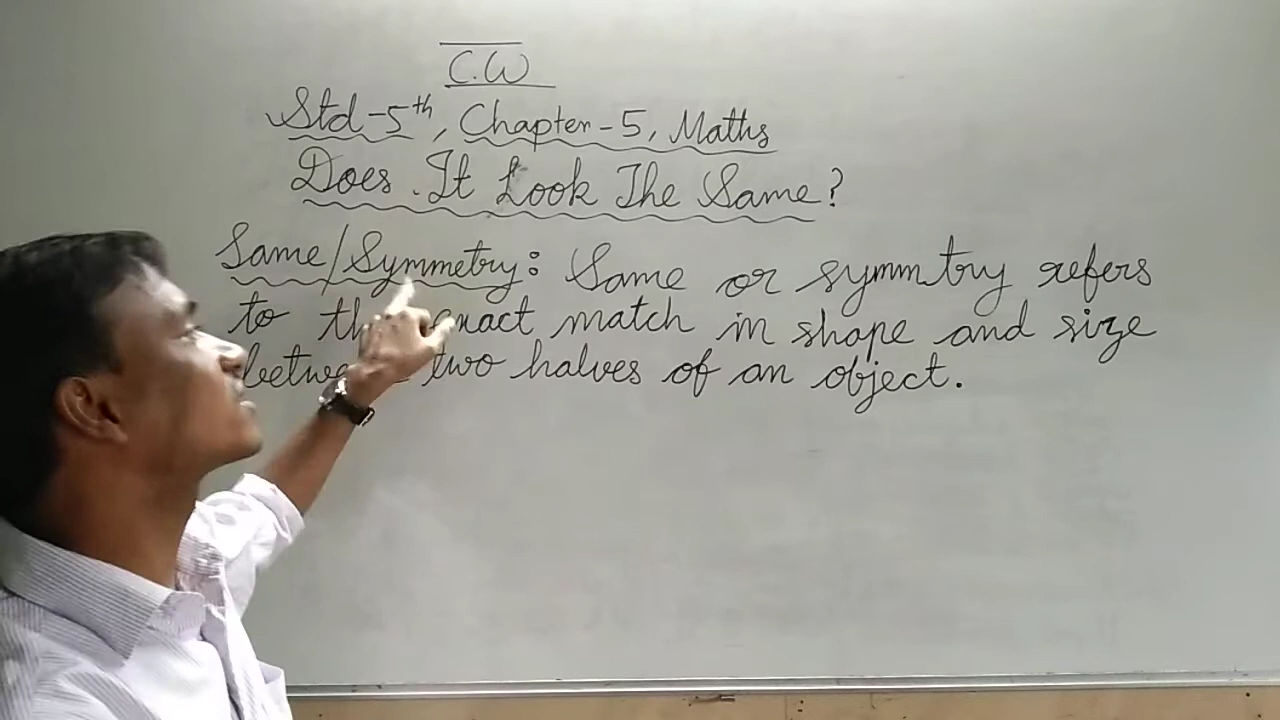 C.W
Std-5th, Chapter-5, Maths
Does It Look The Same?
Same/Symmetry: Same or symmtry refers
to the exact match in shape and size
between two halves of an object.